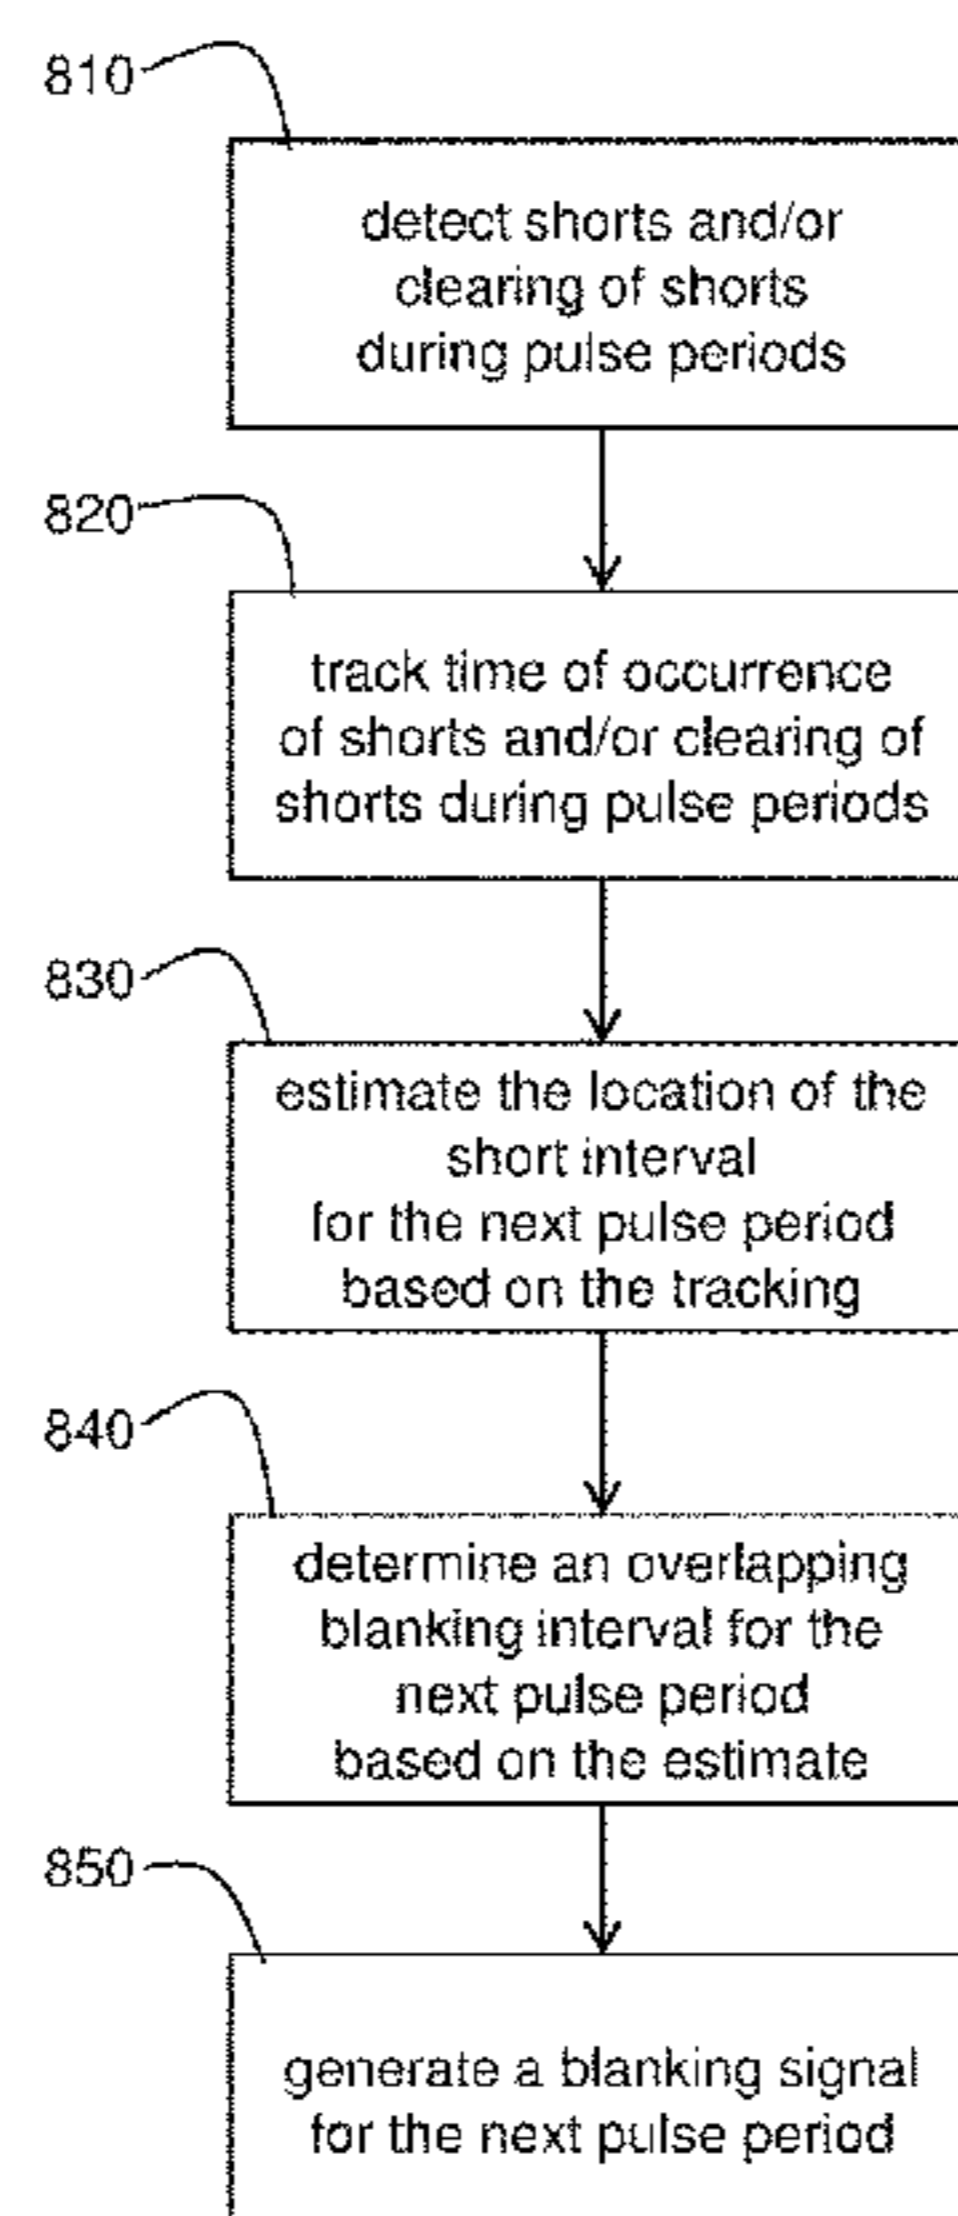 810
detect shorts and/or
clearing of shorts
during pulse periods
820
track time of occurrence
of shorts and/or clearing of
shorts during pulse periods
830
estimate the location of the
short interval
for the next pulse period
based on the tracking
840
determine an overlapping
blanking interval for the
next pulse period
based on the estimate
850
generate a blanking signal
for the next pulse period